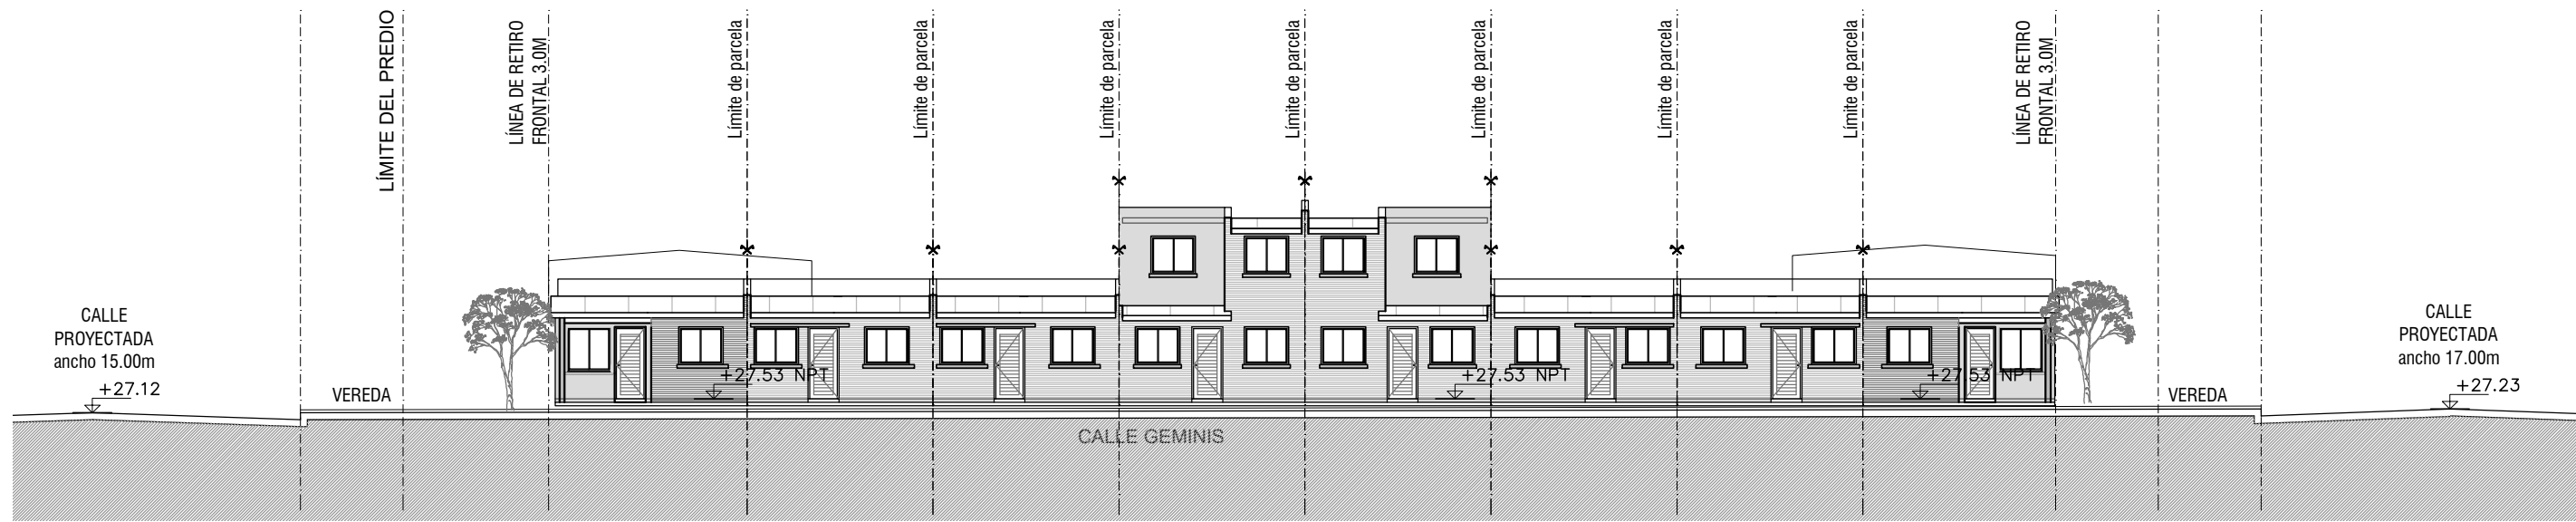 LÍMITE DEL PREDIO
LÍNEA DE RETIRO
FRONTAL 3.0M
Límite de parcela
Límite de parcela
Límite de parcela
Límite de parcela
Límite de parcela
Límite de parcela
Límite de parcela
LÍNEA DE RETIRO
FRONTAL 3.0M
CALLE
PROYECTADA
ancho 15.00m
+27.12
VEREDA
+27.53 NPT
+27.53 NPT
+27.53 NPT
VEREDA
CALLE
PROYECTADA
ancho 17.00m
+27.23
CALLE GEMINIS